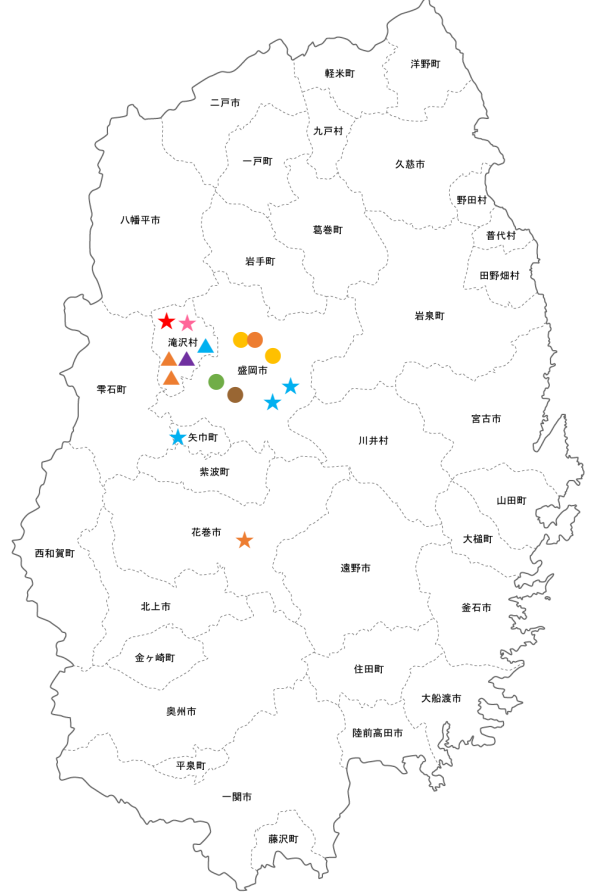 洋野町
軽米町
二戸市
九戸村
一戸町
久慈市
野田村
八幡平市
葛巻町
普代村
岩手町
田野畑村
岩泉町
滝沢村
盛岡市
雫石町
宮古市
矢巾町
川井村
紫波町
山田町
花巻市
大槌町
西和賀町
遠野市
北上市
釜石市
金ヶ崎町
住田町
大船渡市
奥州市
陸前高田市
平泉町
一関市
藤沢町